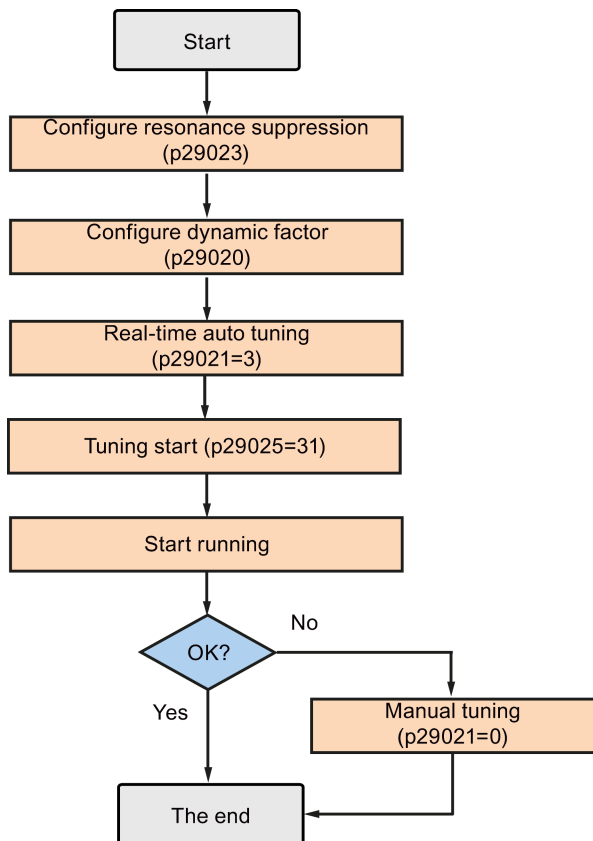 Start
Configure resonance suppression
(p29023)
Configure dynamic factor
(p29020)
Real-time auto tuning
(p29021=3)
Tuning start (p29025=31)
Start running
OK?
No
Yes
Manual tuning
(p29021=0)
The end